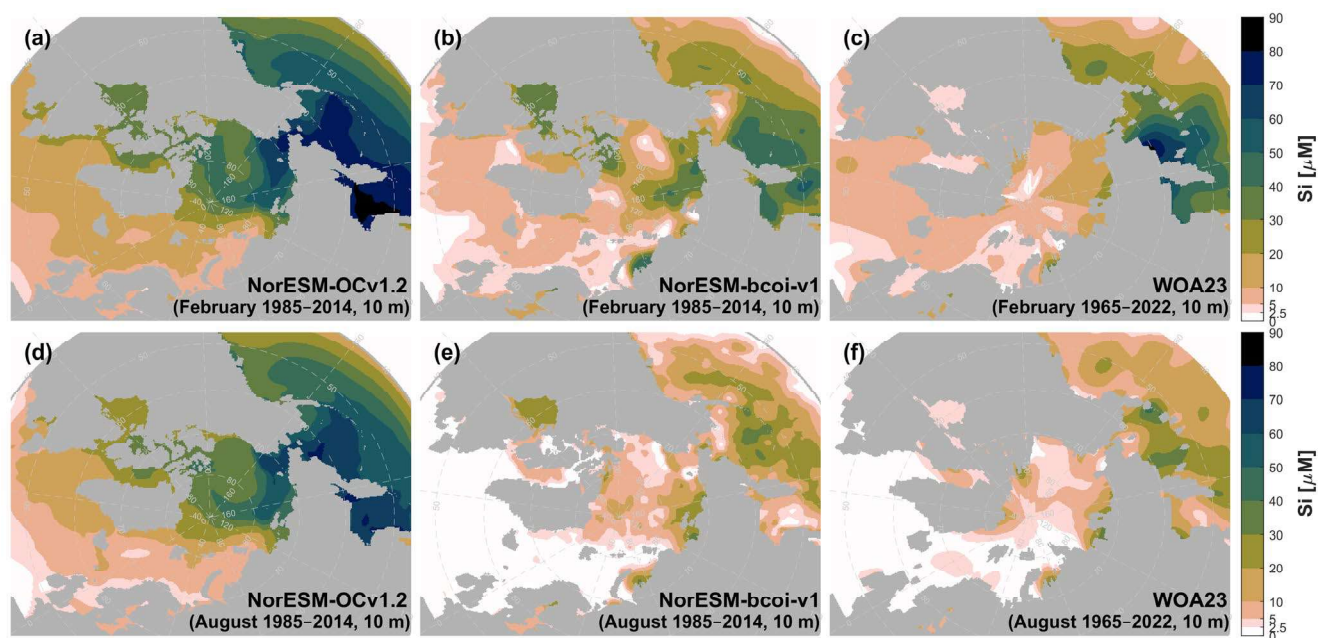 (a)
NorESM-OCv1.2
(February 1985–2014, 10 m)
(b)
NorESM-bcoi-v1
(February 1985–2014, 10 m)
(c)
WOA23
(February 1965–2022, 10 m)
90
80
70
60
50
40
30
20
10
5
2.5
0
Si [μM]
(d)
NorESM-OCv1.2
(August 1985–2014, 10 m)
(e)
NorESM-bcoi-v1
(August 1985–2014, 10 m)
(f)
WOA23
(August 1965–2022, 10 m)
90
80
70
60
50
40
30
20
10
5
2.5
0
Si [μM]